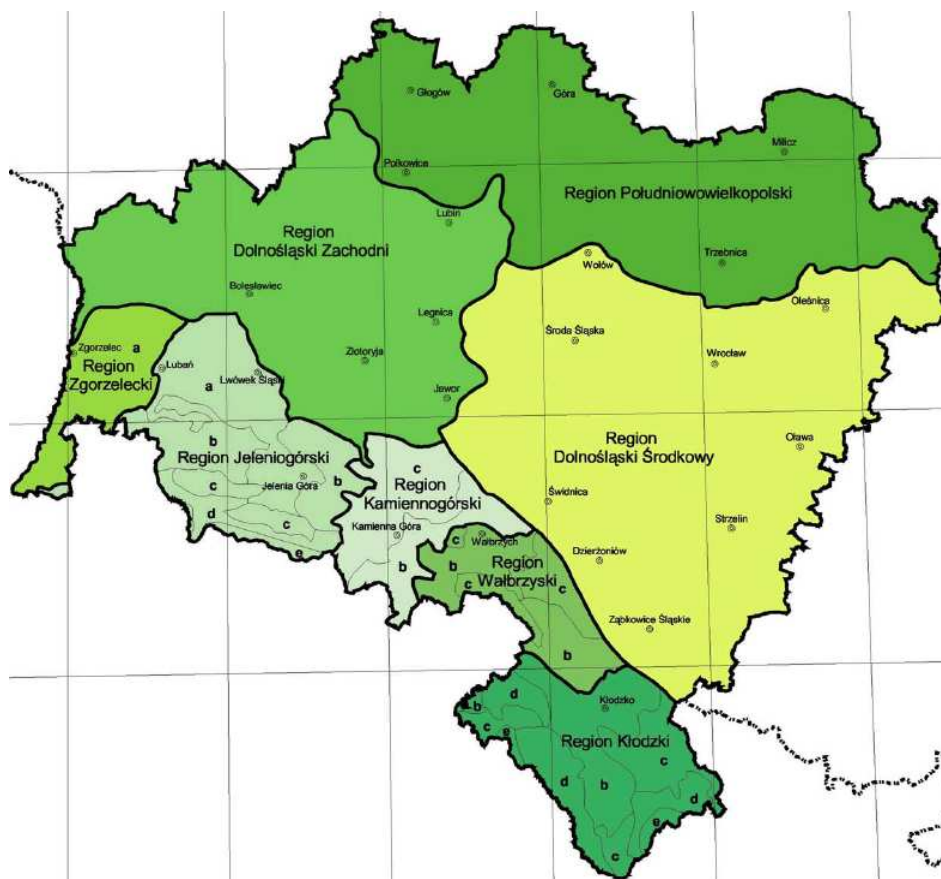 Głogów
Góra
Milicz
Polkowice
Region Południowowielkopolski
Lubin
Region
Dolnośląski Zachodni
Trzebnica
Wołów
Bolesławiec
Oleśnica
Legnica
Środa Śląska
Zgorzelec
a
Region
Zgorzelecki
Lubań
Złotoryja
Wrocław
Lwówek Śląski
a
Jawor
b
Region
Dolnośląski Środkowy
Oława
Region Jeleniogórski
c
Region
Kamiennogórski
c
Jelenia Góra
b
Świdnica
d
c
Strzelin
Kamienna Góra
Wałbrzych
c
e
b
b
Region
Wałbrzyski
c
c
Dzierżoniów
Ząbkowice Śląskie
b
d
b
Kłodzko
c
e
Region Kłodzki
c
d
b
d
e
c